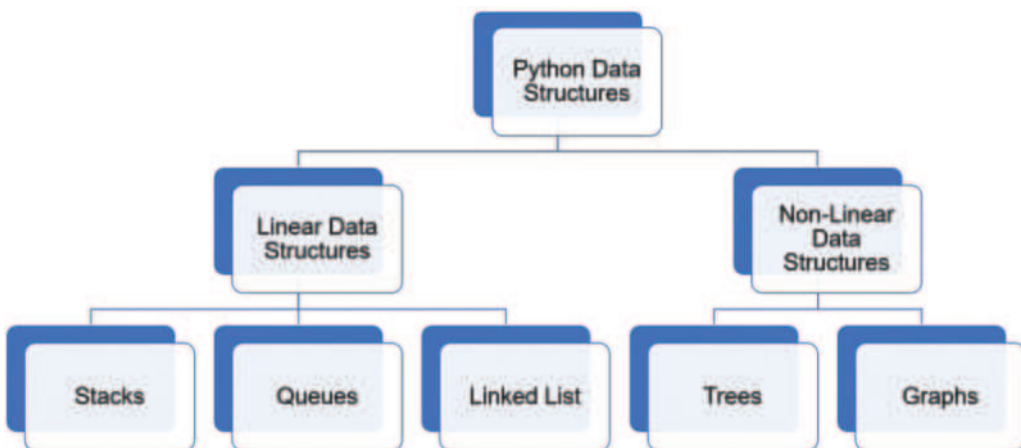 Python Data
Structures
Linear Data
Structures
Non-Linear
Data
Structures
Stacks
Queues
Linked List
Trees
Graphs